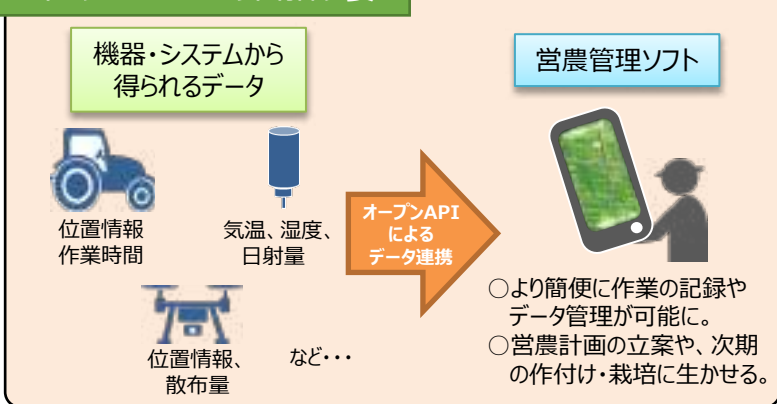 機器・システムから
得られるデータ
営農管理ソフト
位置情報
作業時間
気温、湿度、
日射量
オープンAPI
による
データ連携
位置情報、
散布量
など・・・
○より簡便に作業の記録や
データ管理が可能に。
○営農計画の立案や、次期
の作付け・栽培に生かせる。